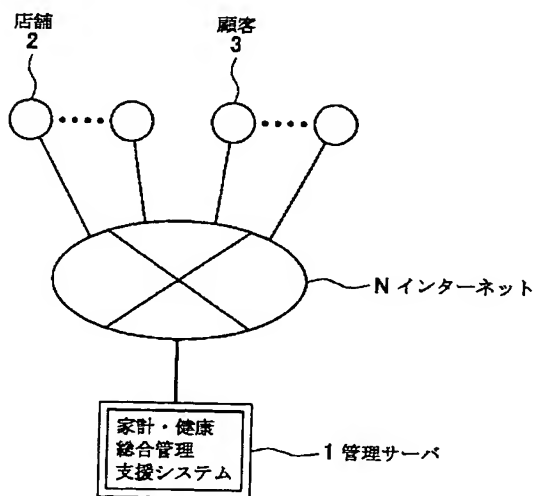 店舗
2
顧客
3
N インターネット
家計・健康
総合管理
支援システム
1 管理サーバ